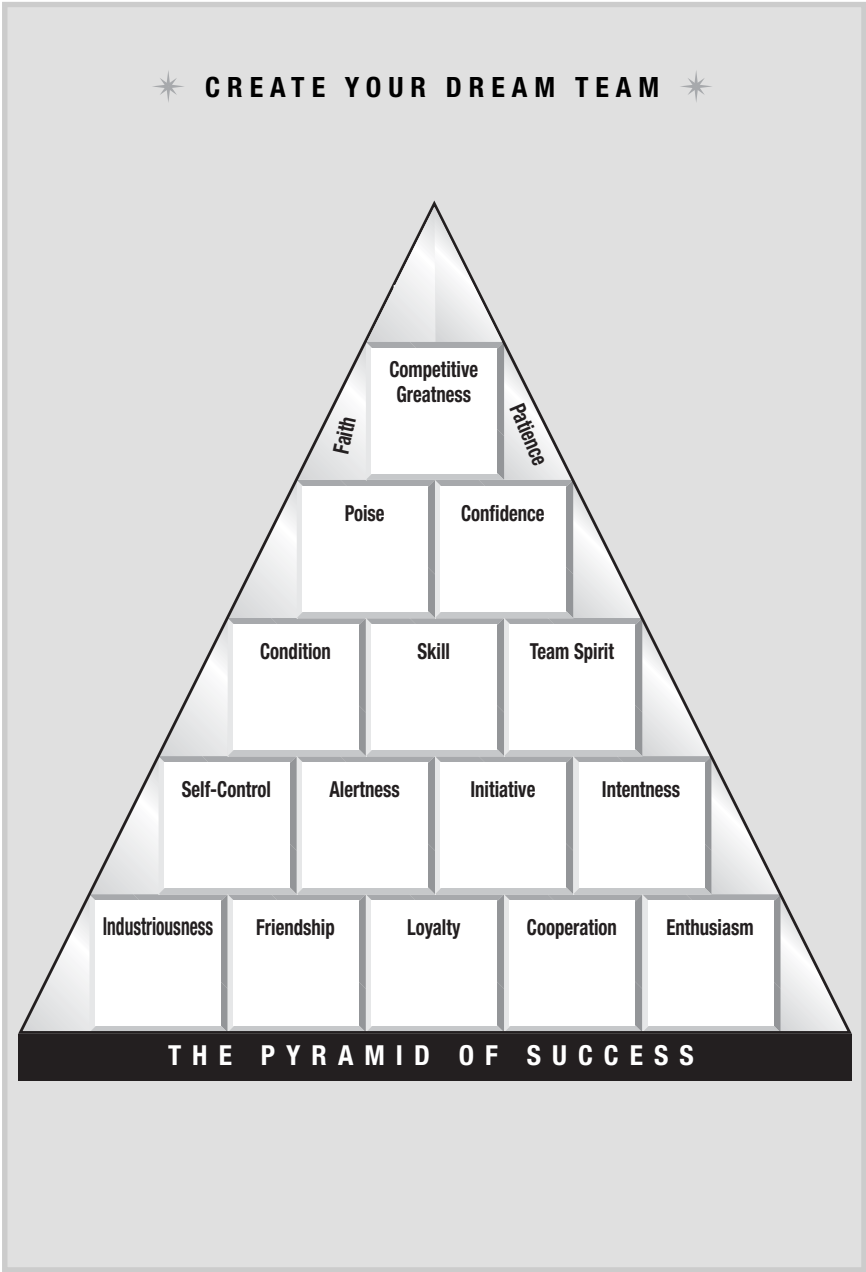 CREATE YOUR DREAM TEAM
Competitive
Greatness
Faith
Patience
Poise
Confidence
Condition
Skill
Team Spirit
Self-Control
Alertness
Initiative
Intentness
Industriousness
Friendship
Loyalty
Cooperation
Enthusiasm
THE PYRAMID OF SUCCESS